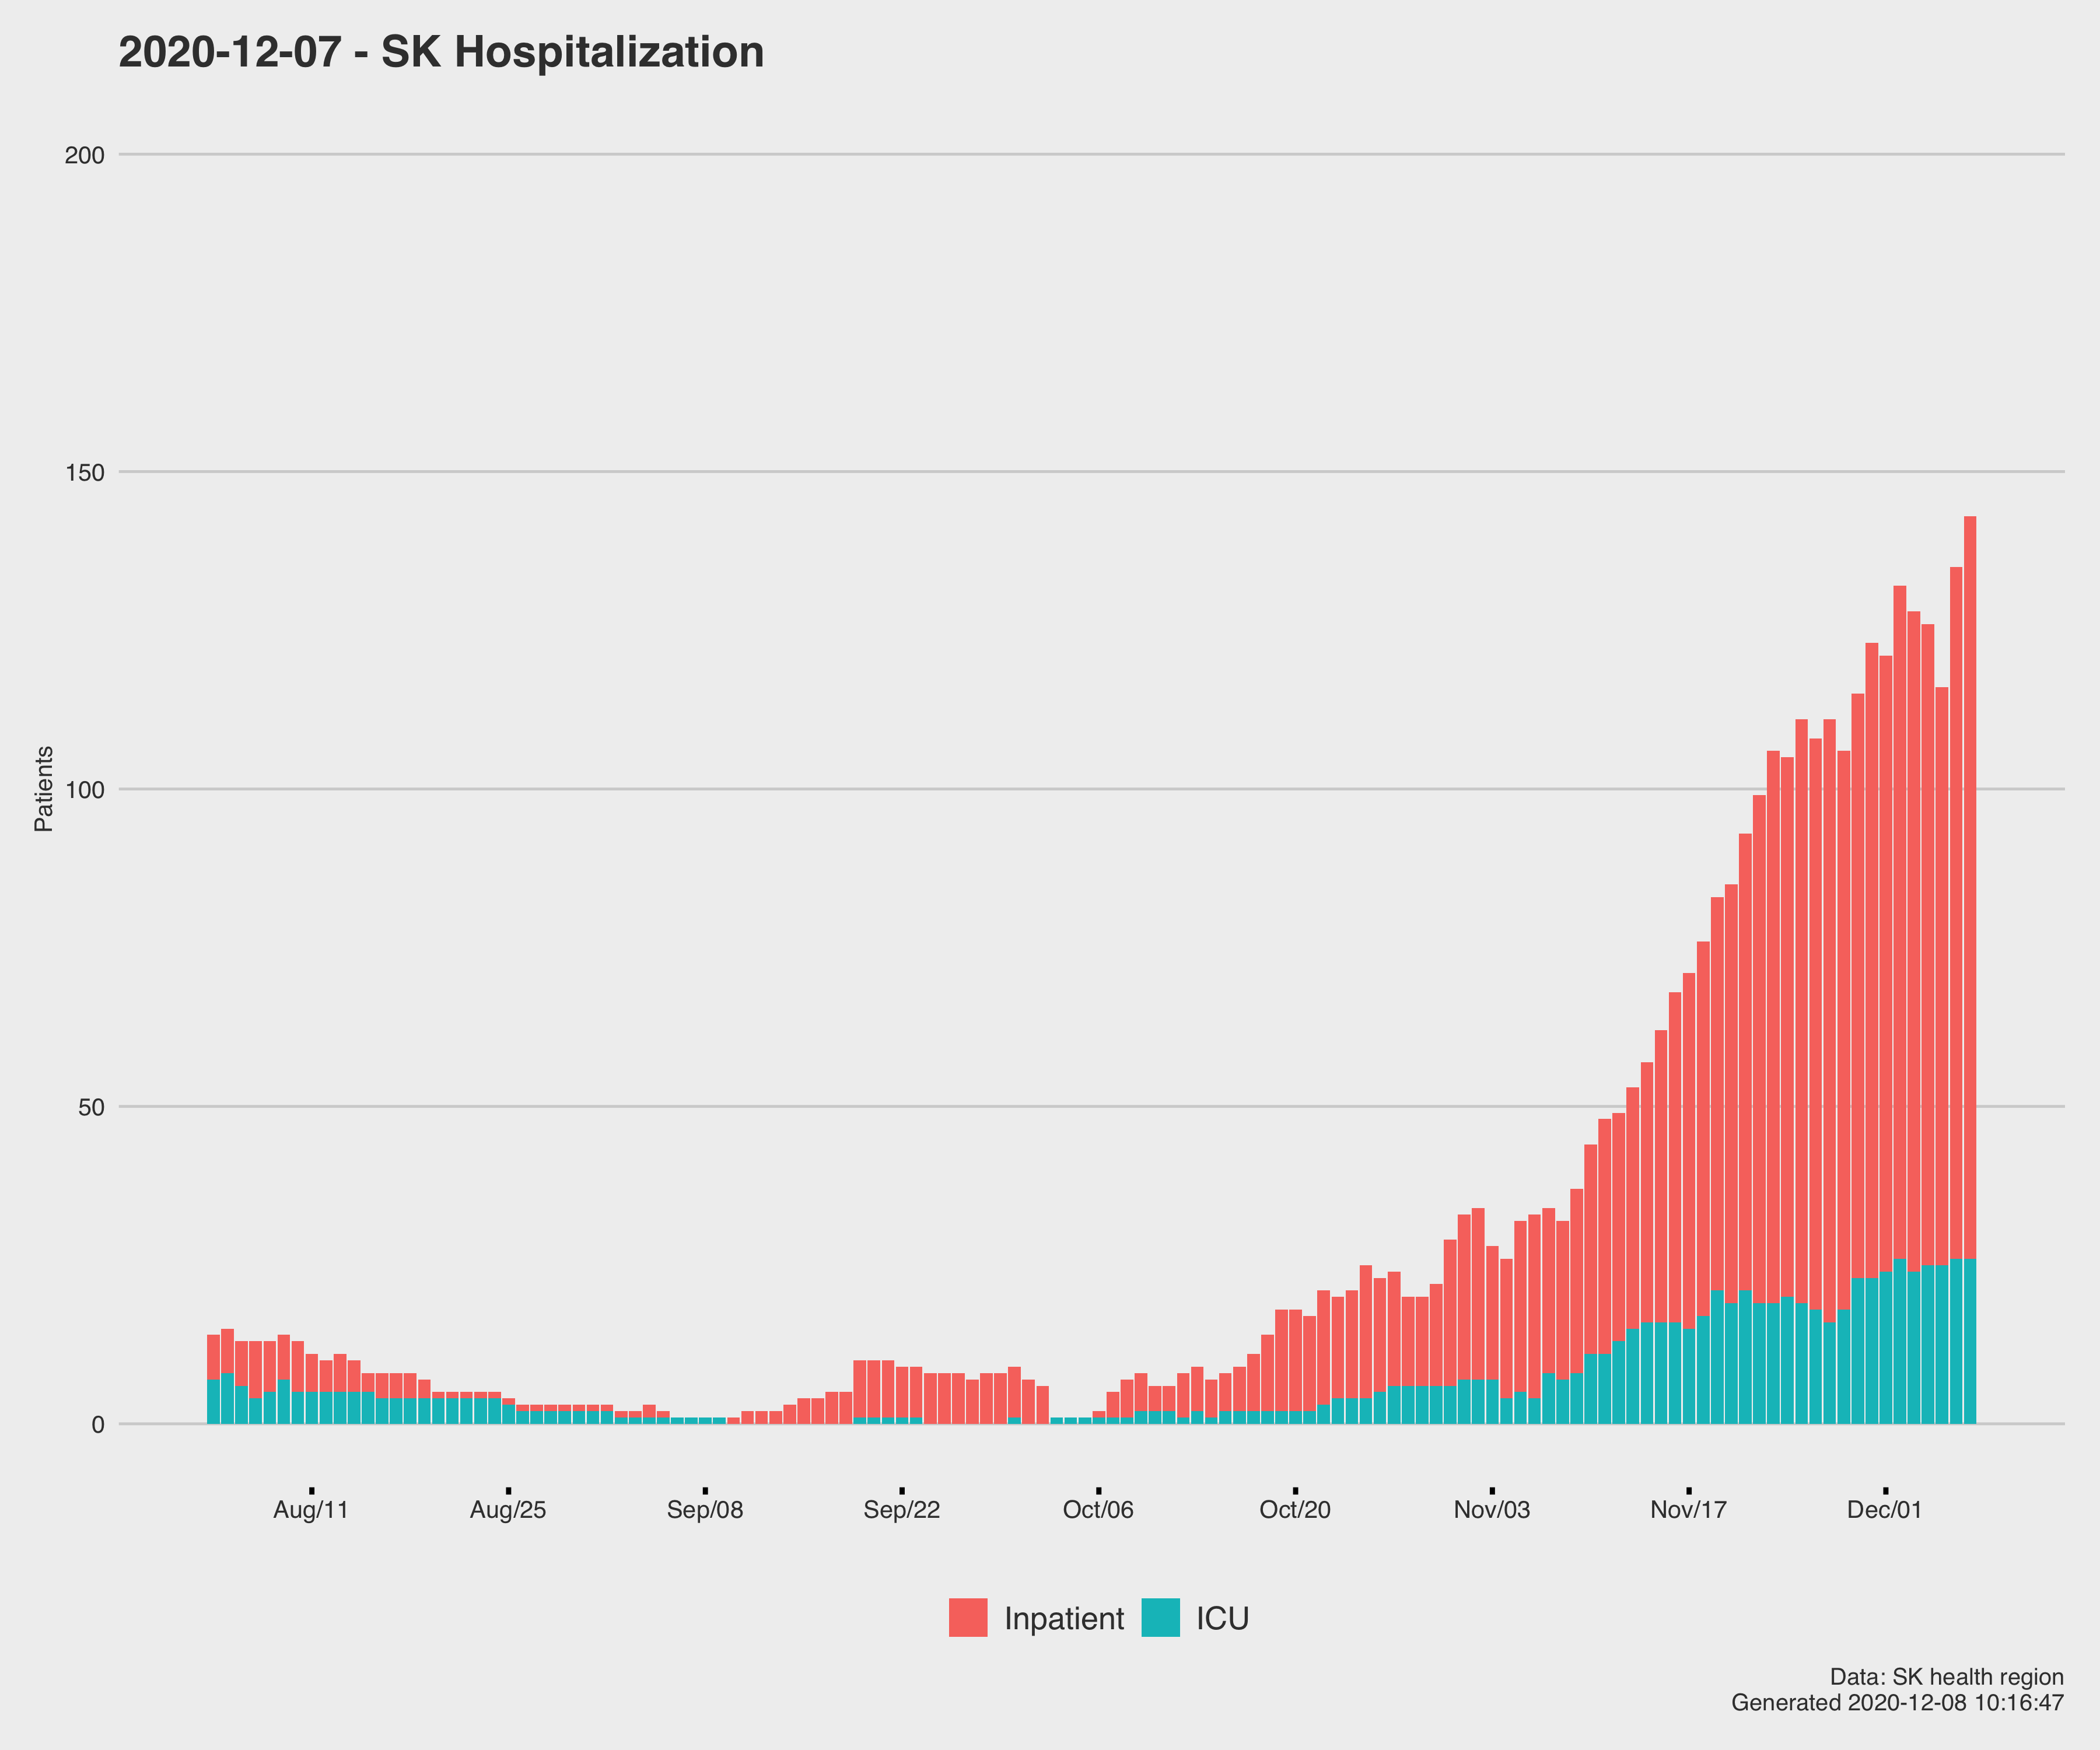 2020-12-07 - SK Hospitalization
200
150
100
50
0
Patients
Aug/11 Aug/25 Sep/08 Sep/22 Oct/06 Oct/20 Nov/03 Nov/17 Dec/01
Inpatient ICU
Data: SK health region
Generated 2020-12-08 10:16:47